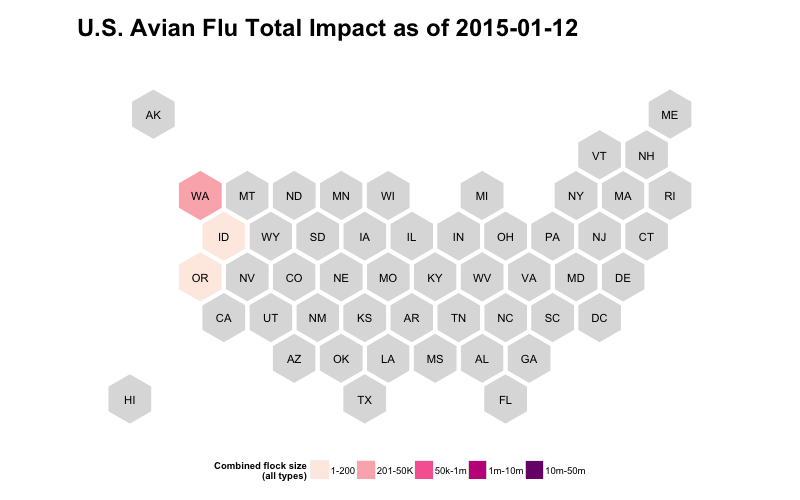 U.S. Avian Flu Total Impact as of 2015-01-12
AK ME
VT NH
WA MT ND MN WI MI NY MA RI
ID WY SD IA IL IN OH PA NJ CT
OR NV CO NE MO KY WV VA MD DE
CA UT NM KS AR TN NC SC DC
AZ OK LA MS AL GA
HI TX FL
Combined flock size
(all types) 1-200 201-50K 50k-1m 1m-10m 10m-50m